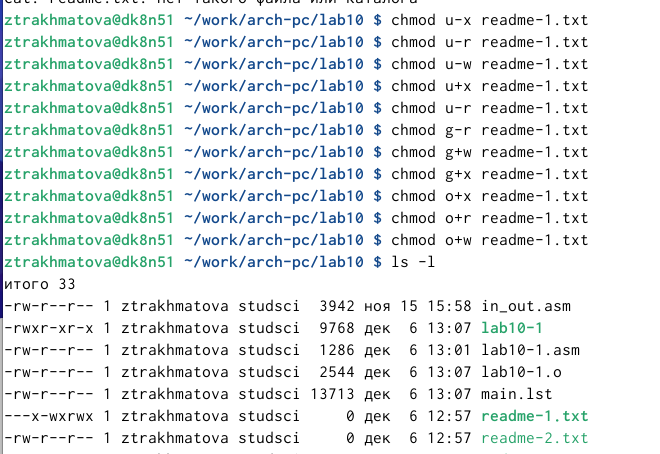 cat: readme.txt: Нет такого файла или каталога
ztrakhmatova@dk8n51 ~/work/arch-pc/lab10 $ chmod u-x readme-1.txt
ztrakhmatova@dk8n51 ~/work/arch-pc/lab10 $ chmod u-r readme-1.txt
ztrakhmatova@dk8n51 ~/work/arch-pc/lab10 $ chmod u-w readme-1.txt
ztrakhmatova@dk8n51 ~/work/arch-pc/lab10 $ chmod u+x readme-1.txt
ztrakhmatova@dk8n51 ~/work/arch-pc/lab10 $ chmod u-r readme-1.txt
ztrakhmatova@dk8n51 ~/work/arch-pc/lab10 $ chmod g-r readme-1.txt
ztrakhmatova@dk8n51 ~/work/arch-pc/lab10 $ chmod g+w readme-1.txt
ztrakhmatova@dk8n51 ~/work/arch-pc/lab10 $ chmod g+x readme-1.txt
ztrakhmatova@dk8n51 ~/work/arch-pc/lab10 $ chmod o+x readme-1.txt
ztrakhmatova@dk8n51 ~/work/arch-pc/lab10 $ chmod o+r readme-1.txt
ztrakhmatova@dk8n51 ~/work/arch-pc/lab10 $ chmod o+w readme-1.txt
ztrakhmatova@dk8n51 ~/work/arch-pc/lab10 $ ls -l
итого 33
-rw-r--r-- 1 ztrakhmatova studsci  3942 ноя 15 15:58 in_out.asm
-rwxr-xr-x 1 ztrakhmatova studsci  9768 дек  6 13:07 lab10-1
-rw-r--r-- 1 ztrakhmatova studsci  1286 дек  6 13:01 lab10-1.asm
-rw-r--r-- 1 ztrakhmatova studsci  2544 дек  6 13:07 lab10-1.o
-rw-r--r-- 1 ztrakhmatova studsci 13713 дек  6 13:07 main.lst
---x-wxrwx 1 ztrakhmatova studsci     0 дек  6 12:57 readme-1.txt
-rw-r--r-- 1 ztrakhmatova studsci     0 дек  6 12:57 readme-2.txt